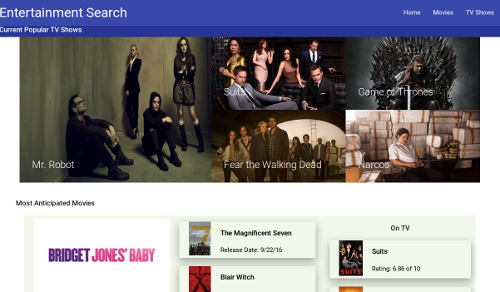 Entertainment Search
Home Movies TV Shows
Current Popular TV Shows
Suits
Game of Thrones
Mr. Robot
Fear the Walking Dead
Narcos
Most Anticipated Movies
BRIDGET JONES' BABY
The Magnificent Seven
Release Date: 9/22/16
Blair Witch
On TV
Suits
Rating: 6.86 of 10
SUITS